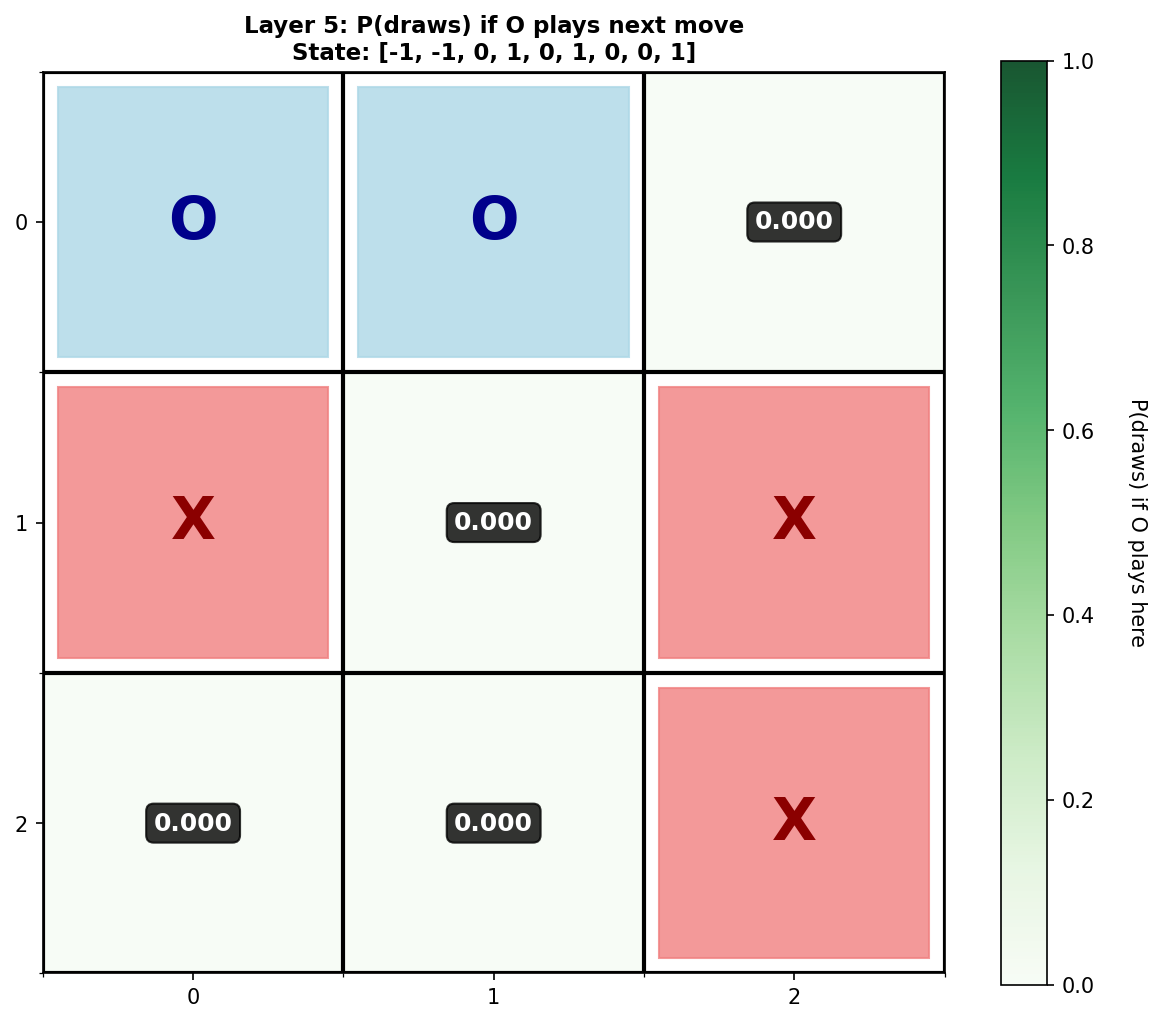 Layer 5: P(draws) if O plays next move
State: [-1, -1, 0, 1, 0, 1, 0, 0, 1]
0
O
O
0.000
1
X
0.000
X
2
0.000
0.000
X
0
1
2
1.0
0.8
0.6
0.4
0.2
0.0
P(draws) if O plays here